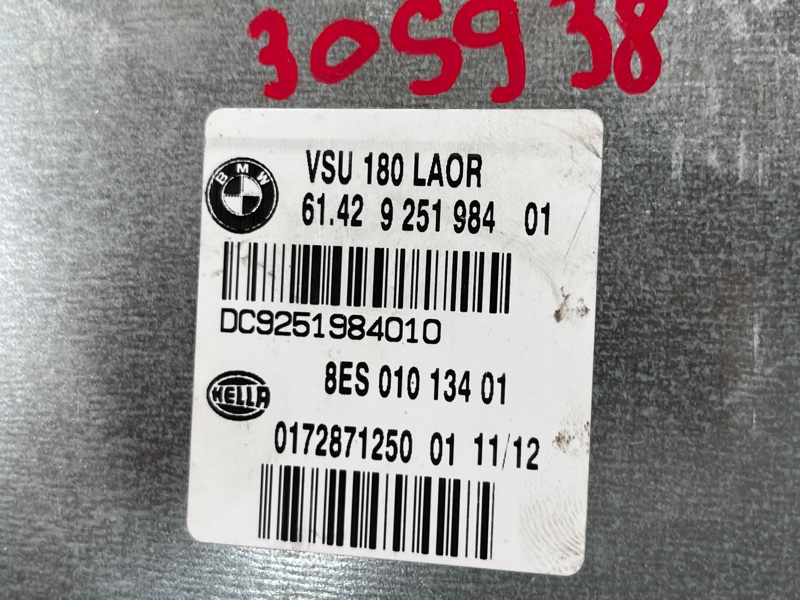 305938
BMW
VSU 180 LAOR
61.42 9 251 984 01
DC9251984010
8ES 010 134 01
HELLA
0172871250 01 11/12